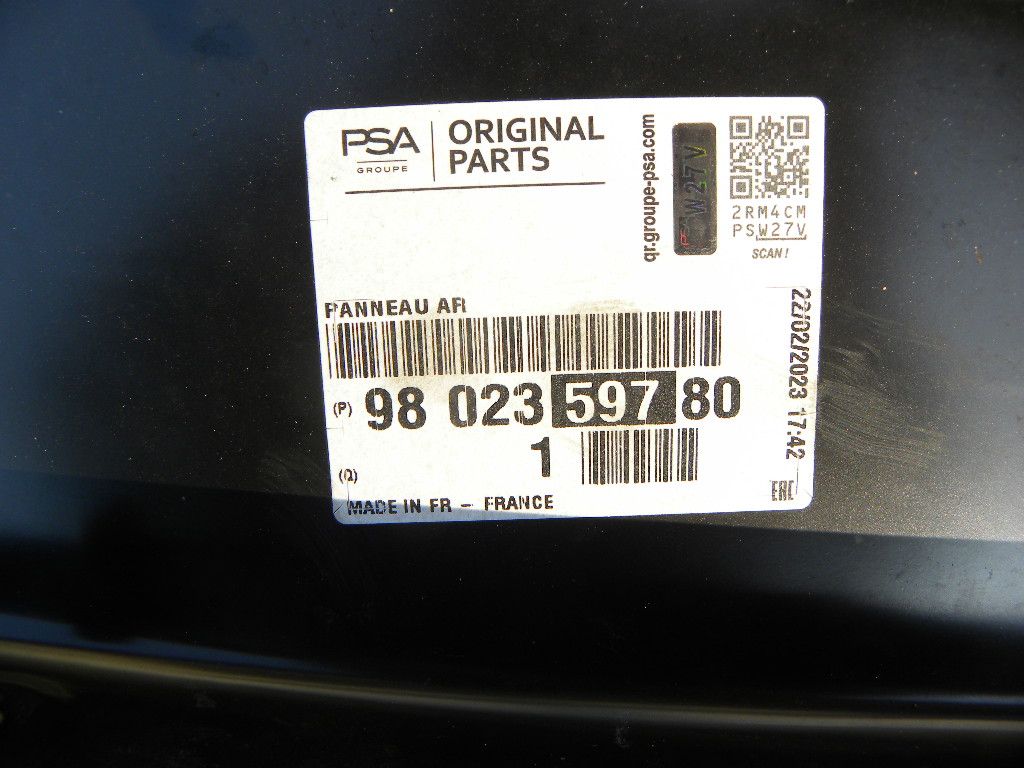 PSA
GROUPE
ORIGINAL
PARTS
qr.groupe-psa.com
W27V
2RM4CM
PSW27V
SCAN!
PANNEAU AR
(P) 98 023 597 80
(Q) 1
MADE IN FR - FRANCE
22/02/2023 17:42
EAC